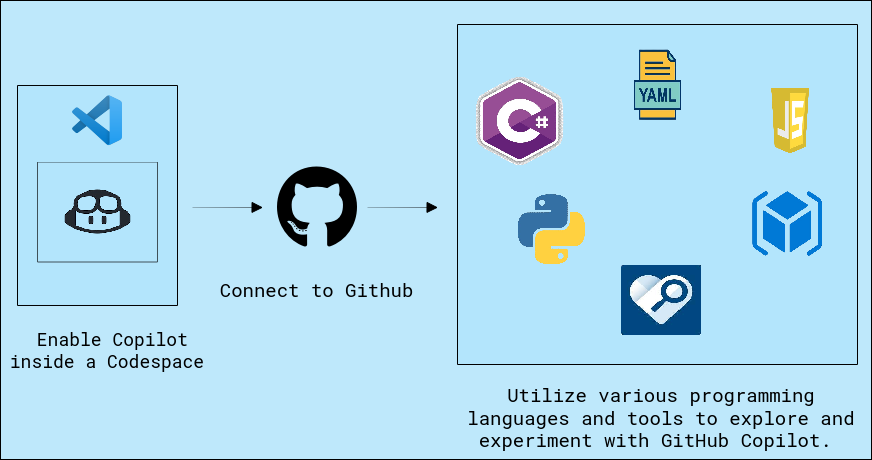 YAML
C#
JS
Connect to Github
Enable Copilot
inside a Codespace
Utilize various programming
languages and tools to explore and
experiment with GitHub Copilot.